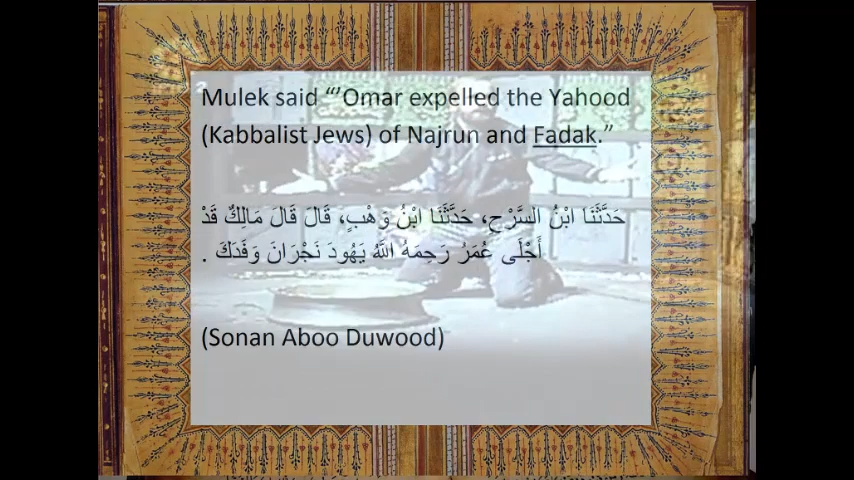 Mulek said “’Omar expelled the Yahood
(Kabbalist Jews) of Najrun and Fadak.”
حَدَّثَنَا ابْنُ السَّرْحِ، حَدَّثَنَا ابْنُ وَهْبٍ، قَالَ قَالَ مَالِكٌ قَدْ
أَجْلَى عُمَرُ رَحِمَهُ اللَّهُ يَهُودَ نَجْرَانَ وَفَدَكَ .
(Sonan Aboo Duwood)